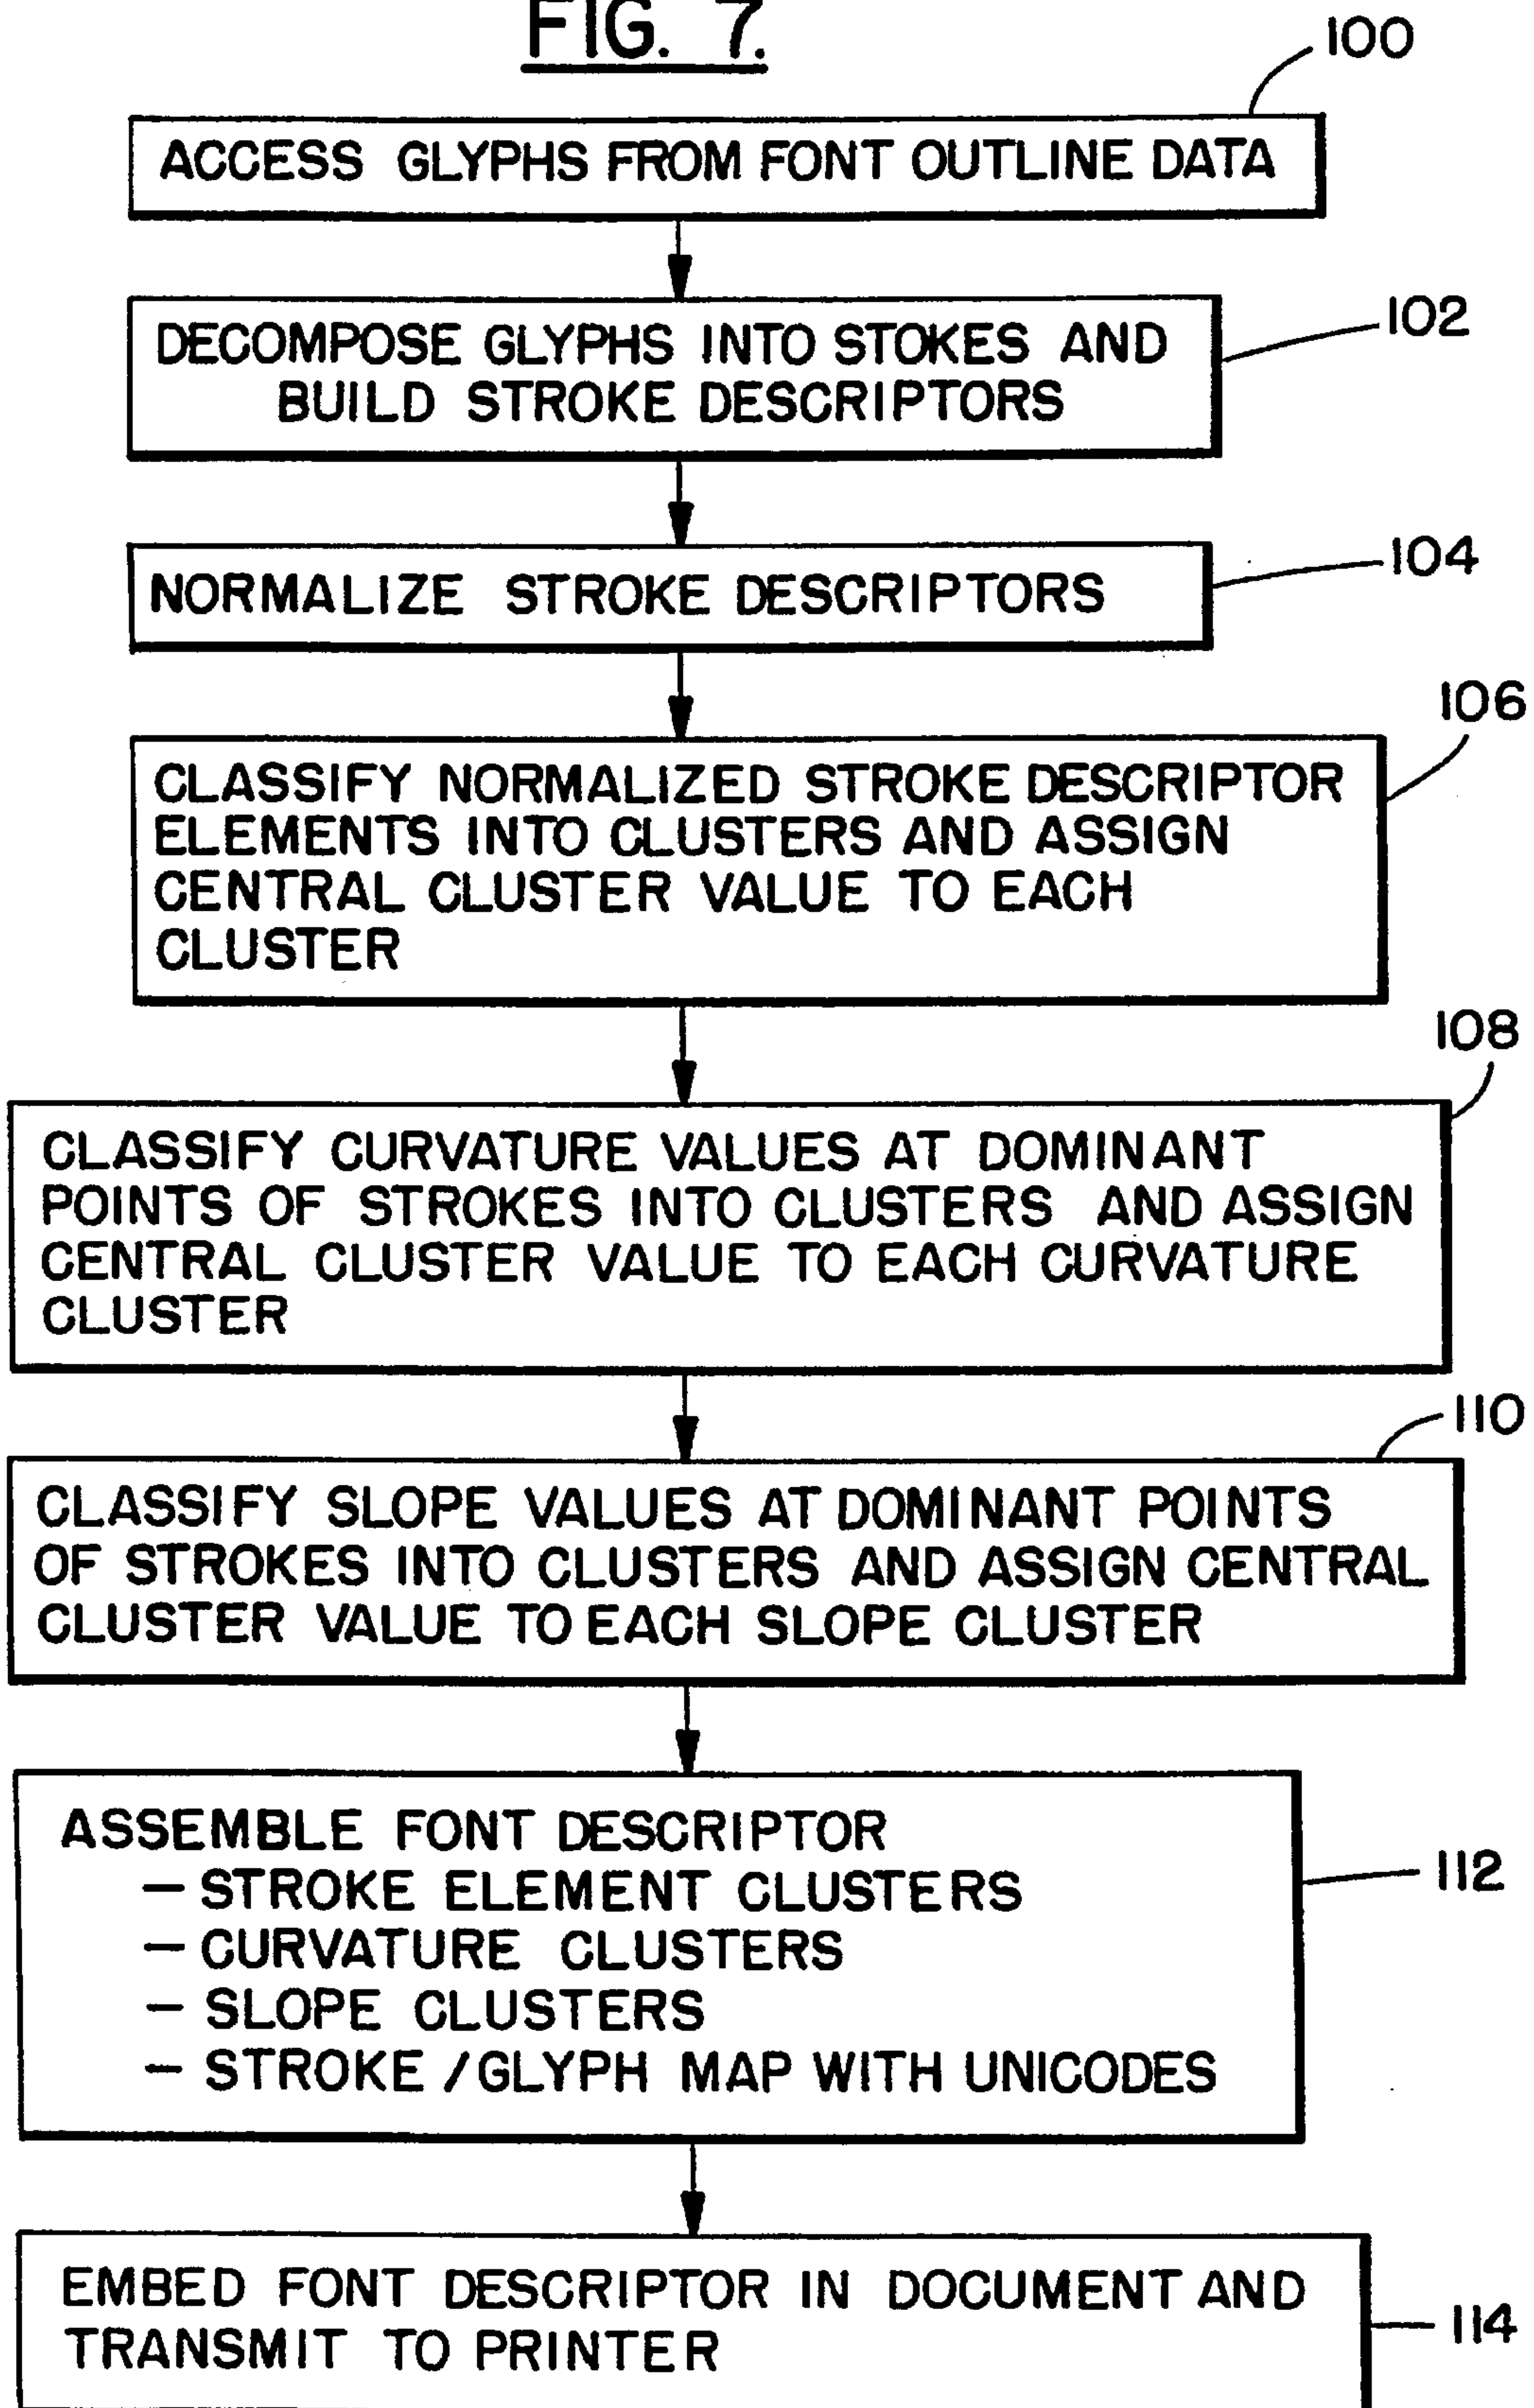 FIG. 7.
100
ACCESS GLYPHS FROM FONT OUTLINE DATA
102
DECOMPOSE GLYPHS INTO STOKES AND
BUILD STROKE DESCRIPTORS
104
NORMALIZE STROKE DESCRIPTORS
106
CLASSIFY NORMALIZED STROKE DESCRIPTOR
ELEMENTS INTO CLUSTERS AND ASSIGN
CENTRAL CLUSTER VALUE TO EACH
CLUSTER
108
CLASSIFY CURVATURE VALUES AT DOMINANT
POINTS OF STROKES INTO CLUSTERS AND ASSIGN
CENTRAL CLUSTER VALUE TO EACH CURVATURE
CLUSTER
110
CLASSIFY SLOPE VALUES AT DOMINANT POINTS
OF STROKES INTO CLUSTERS AND ASSIGN CENTRAL
CLUSTER VALUE TO EACH SLOPE CLUSTER
ASSEMBLE FONT DESCRIPTOR
– STROKE ELEMENT CLUSTERS
112
– CURVATURE CLUSTERS
– SLOPE CLUSTERS
– STROKE / GLYPH MAP WITH UNICODES
EMBED FONT DESCRIPTOR IN DOCUMENT AND
TRANSMIT TO PRINTER
114